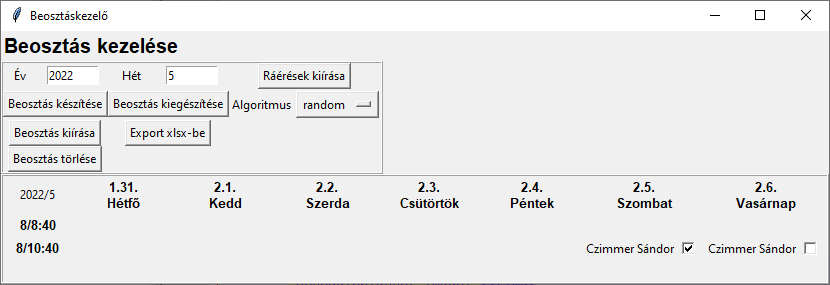 Beosztáskezelő
Beosztás kezelése
Év 2022 Hét 5 Ráérések kiírása
Beosztás készítése Beosztás kiegészítése Algoritmus random
Beosztás kiírása Export xlsx-be
Beosztás törlése
2022/5 1.31. 2.1. 2.2. 2.3. 2.4. 2.5. 2.6.
Hétfő Kedd Szerda Csütörtök Péntek Szombat Vasárnap
8/8:40
8/10:40 Czimmer Sándor Czimmer Sándor